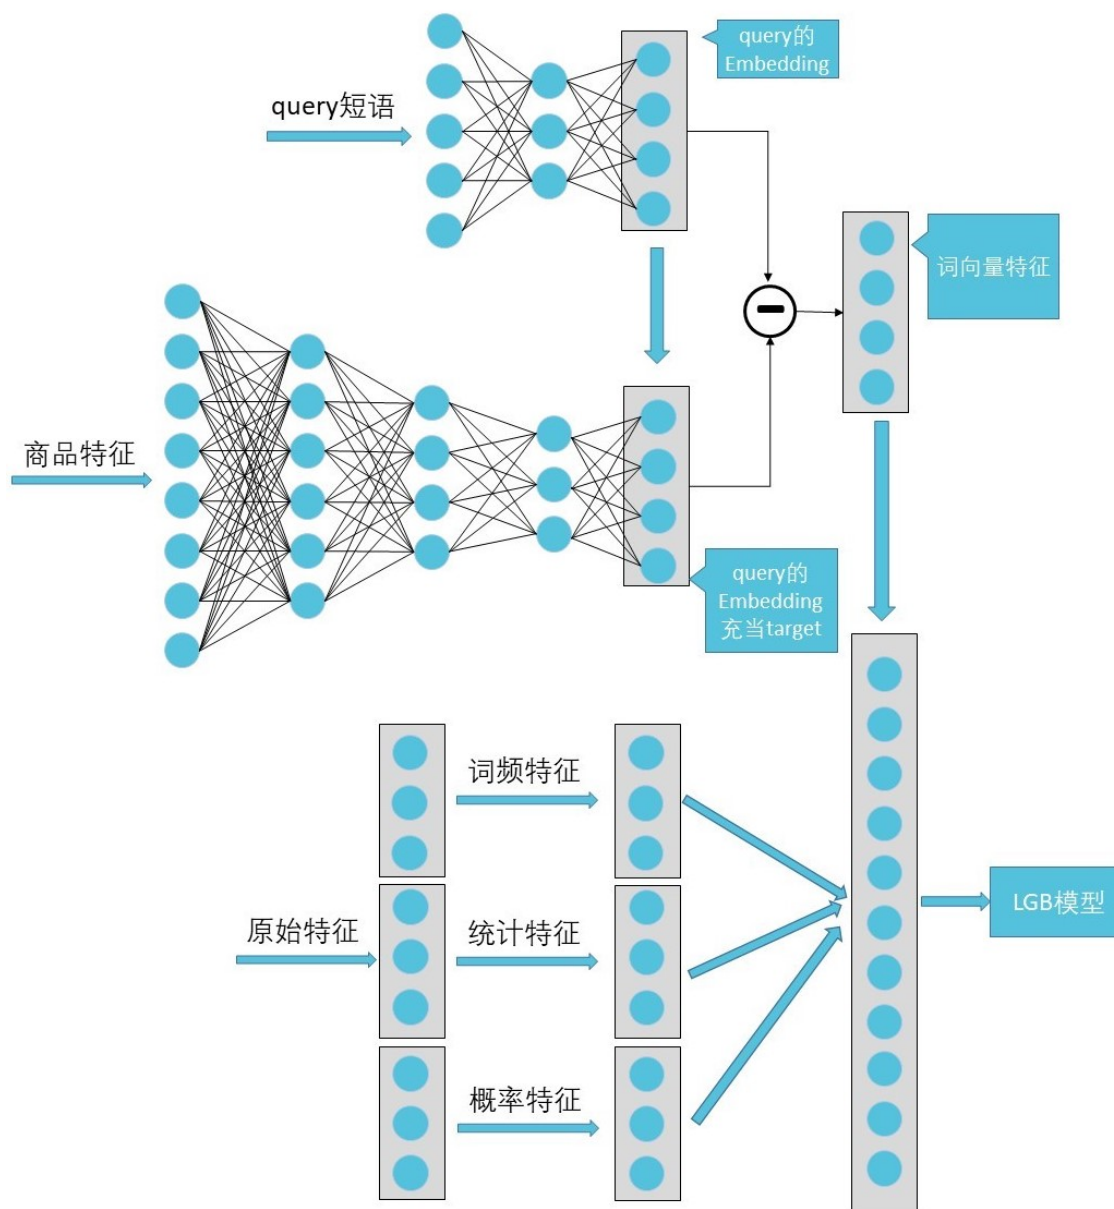 query的
Embedding
query短语
词向量特征
商品特征
query的
Embedding
充当target
词频特征
原始特征
统计特征
LGB模型
概率特征